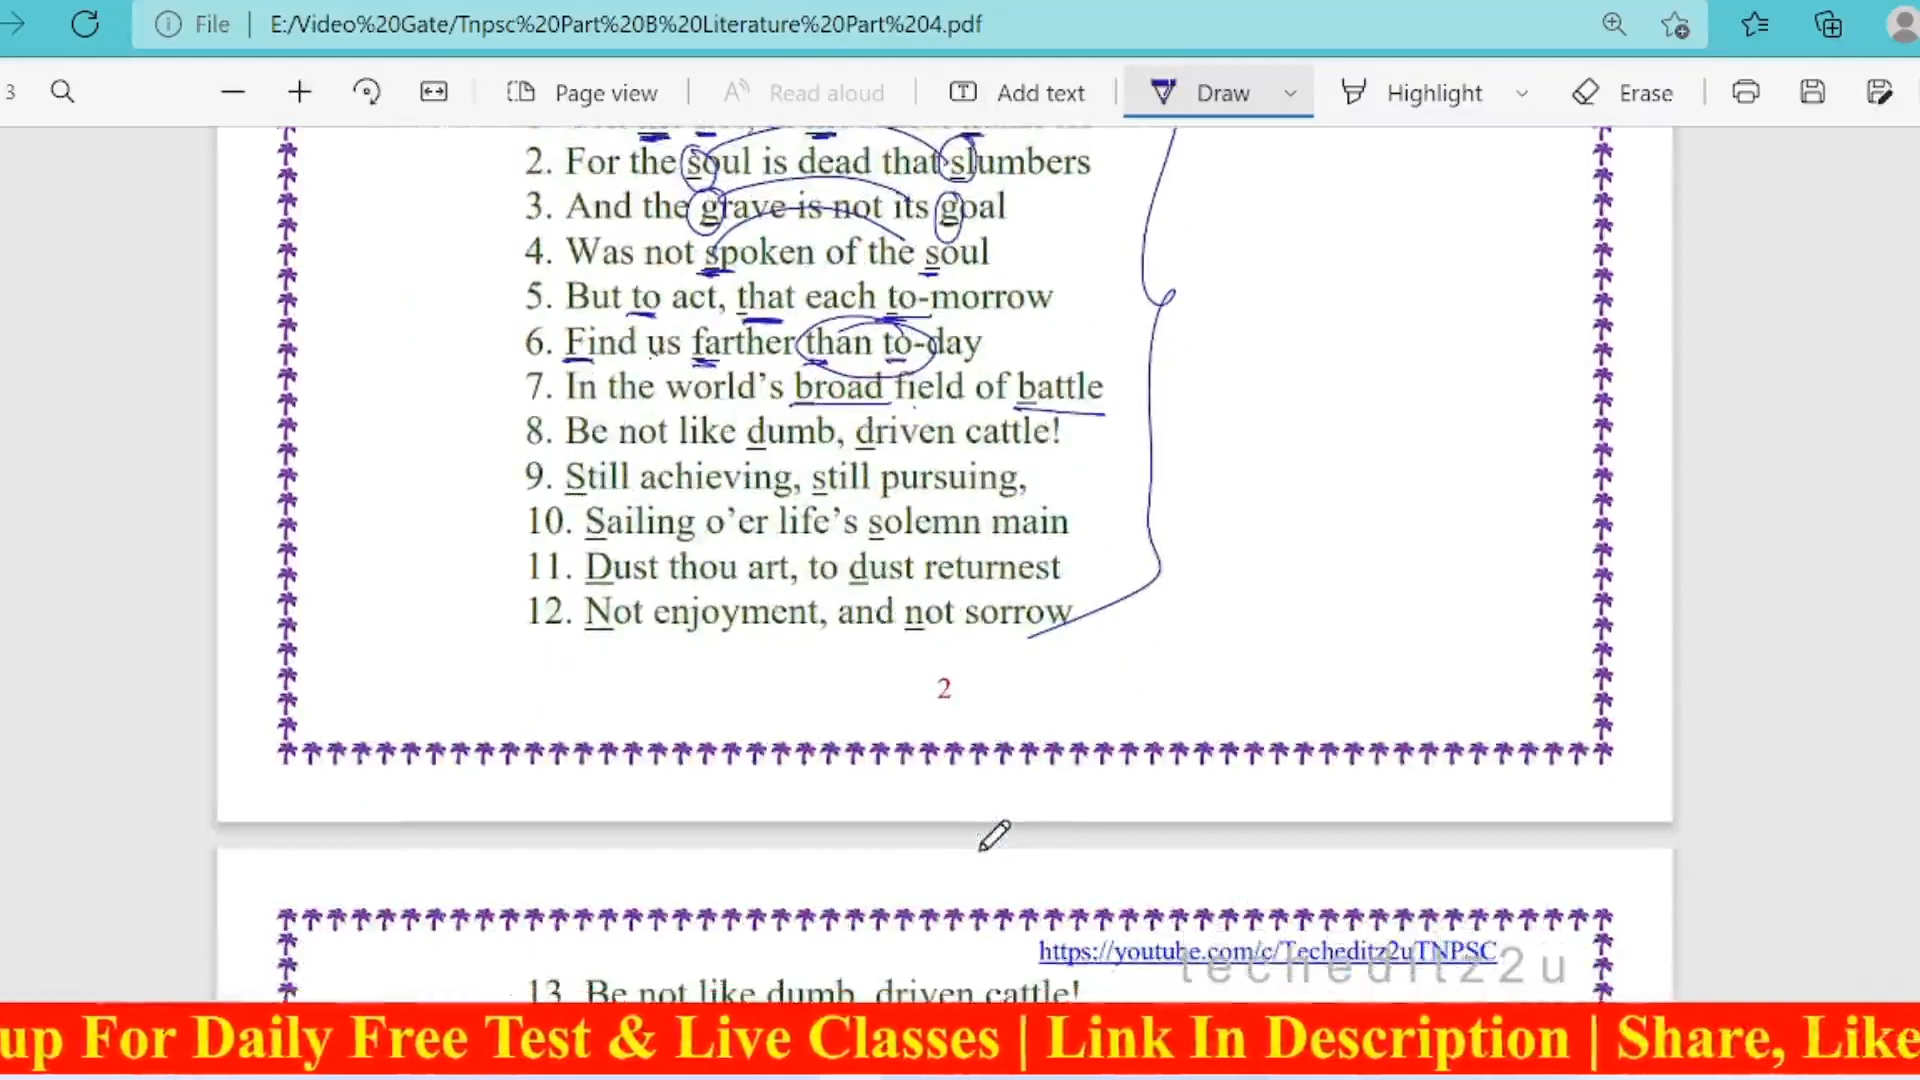 File E:/Video%20Gate/Tnpsc%20Part%20B%20Literature%20Part%204.pdf
3 Page view Read aloud Add text Draw Highlight Erase
2. For the soul is dead that slumbers
3. And the grave is not its goal
4. Was not spoken of the soul
5. But to act, that each to-morrow
6. Find us farther than to-day
7. In the world’s broad field of battle
8. Be not like dumb, driven cattle!
9. Still achieving, still pursuing,
10. Sailing o’er life’s solemn main
11. Dust thou art, to dust returnest
12. Not enjoyment, and not sorrow
2
https://youtube.com/c/Techeditz2uTNPSC
techeditz2u
13. Be not like dumb, driven cattle!
up For Daily Free Test & Live Classes | Link In Description | Share, Like